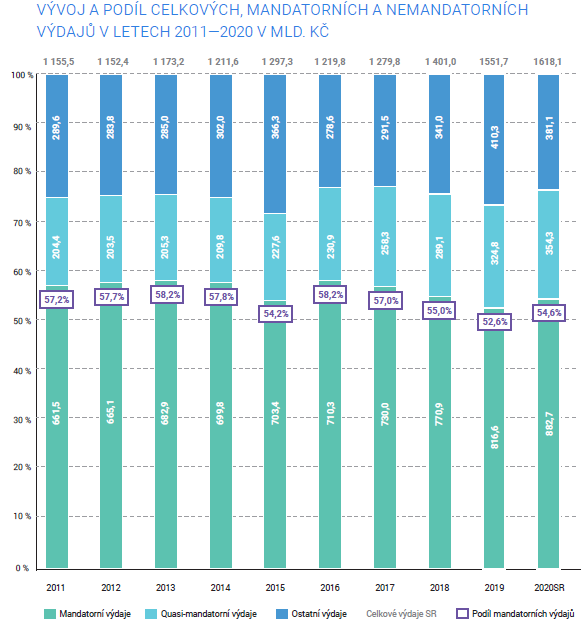 VÝVOJ A PODÍL CELKOVÝCH, MANDATORNÍCH A NEMANDATORNÍCH
VÝDAJŮ V LETECH 2011—2020 V MLD. KČ
1 155,5 1 152,4 1 173,2 1 211,6 1 297,3 1 219,8 1 279,8 1 401,0 1551,7 1618,1
100 %
90 %
80 %
70 %
60 %
50 %
40 %
30 %
20 %
10 %
0 %
289,6 283,8 285,0 302,0 366,3 278,6 291,5 341,0 410,3 381,1
204,4 203,5 205,3 209,8 227,6 230,9 258,3 289,1 324,8 354,3
57,2% 57,7% 58,2% 57,8% 54,2% 58,2% 57,0% 55,0% 52,6% 54,6%
661,5 665,1 682,9 699,8 703,4 710,3 730,0 770,9 816,6 882,7
2011 2012 2013 2014 2015 2016 2017 2018 2019 2020SR
Mandatorní výdaje Quasi-mandatorní výdaje Ostatní výdaje Celkové výdaje SR Podíl mandatorních výdajů